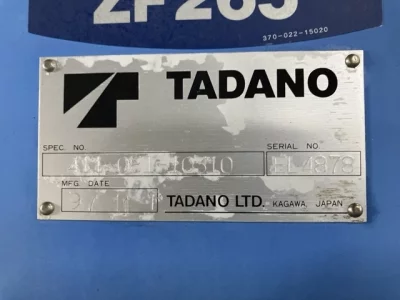 ZF265
370-022-15020
TADANO
SPEC. NO.
SERIAL NO.
MFG. DATE
TADANO LTD. KAGAWA, JAPAN